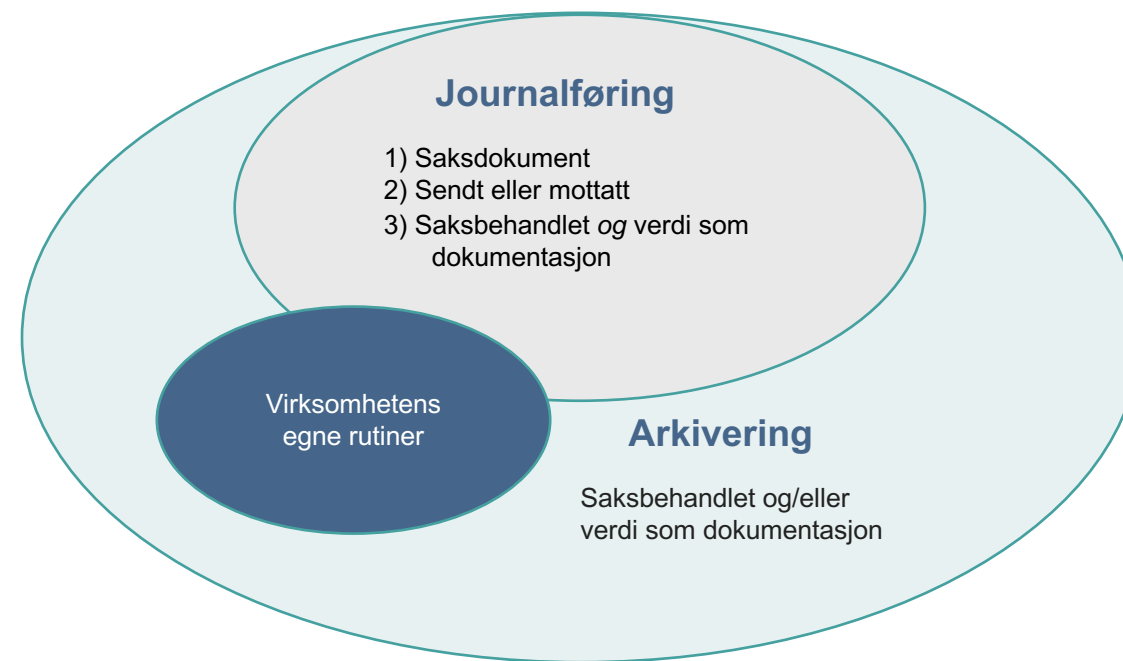 Journalføring
1) Saksdokument
2) Sendt eller mottatt
3) Saksbehandlet og verdi som
dokumentasjon
Virksomhetens
egne rutiner
Arkivering
Saksbehandlet og/eller
verdi som dokumentasjon